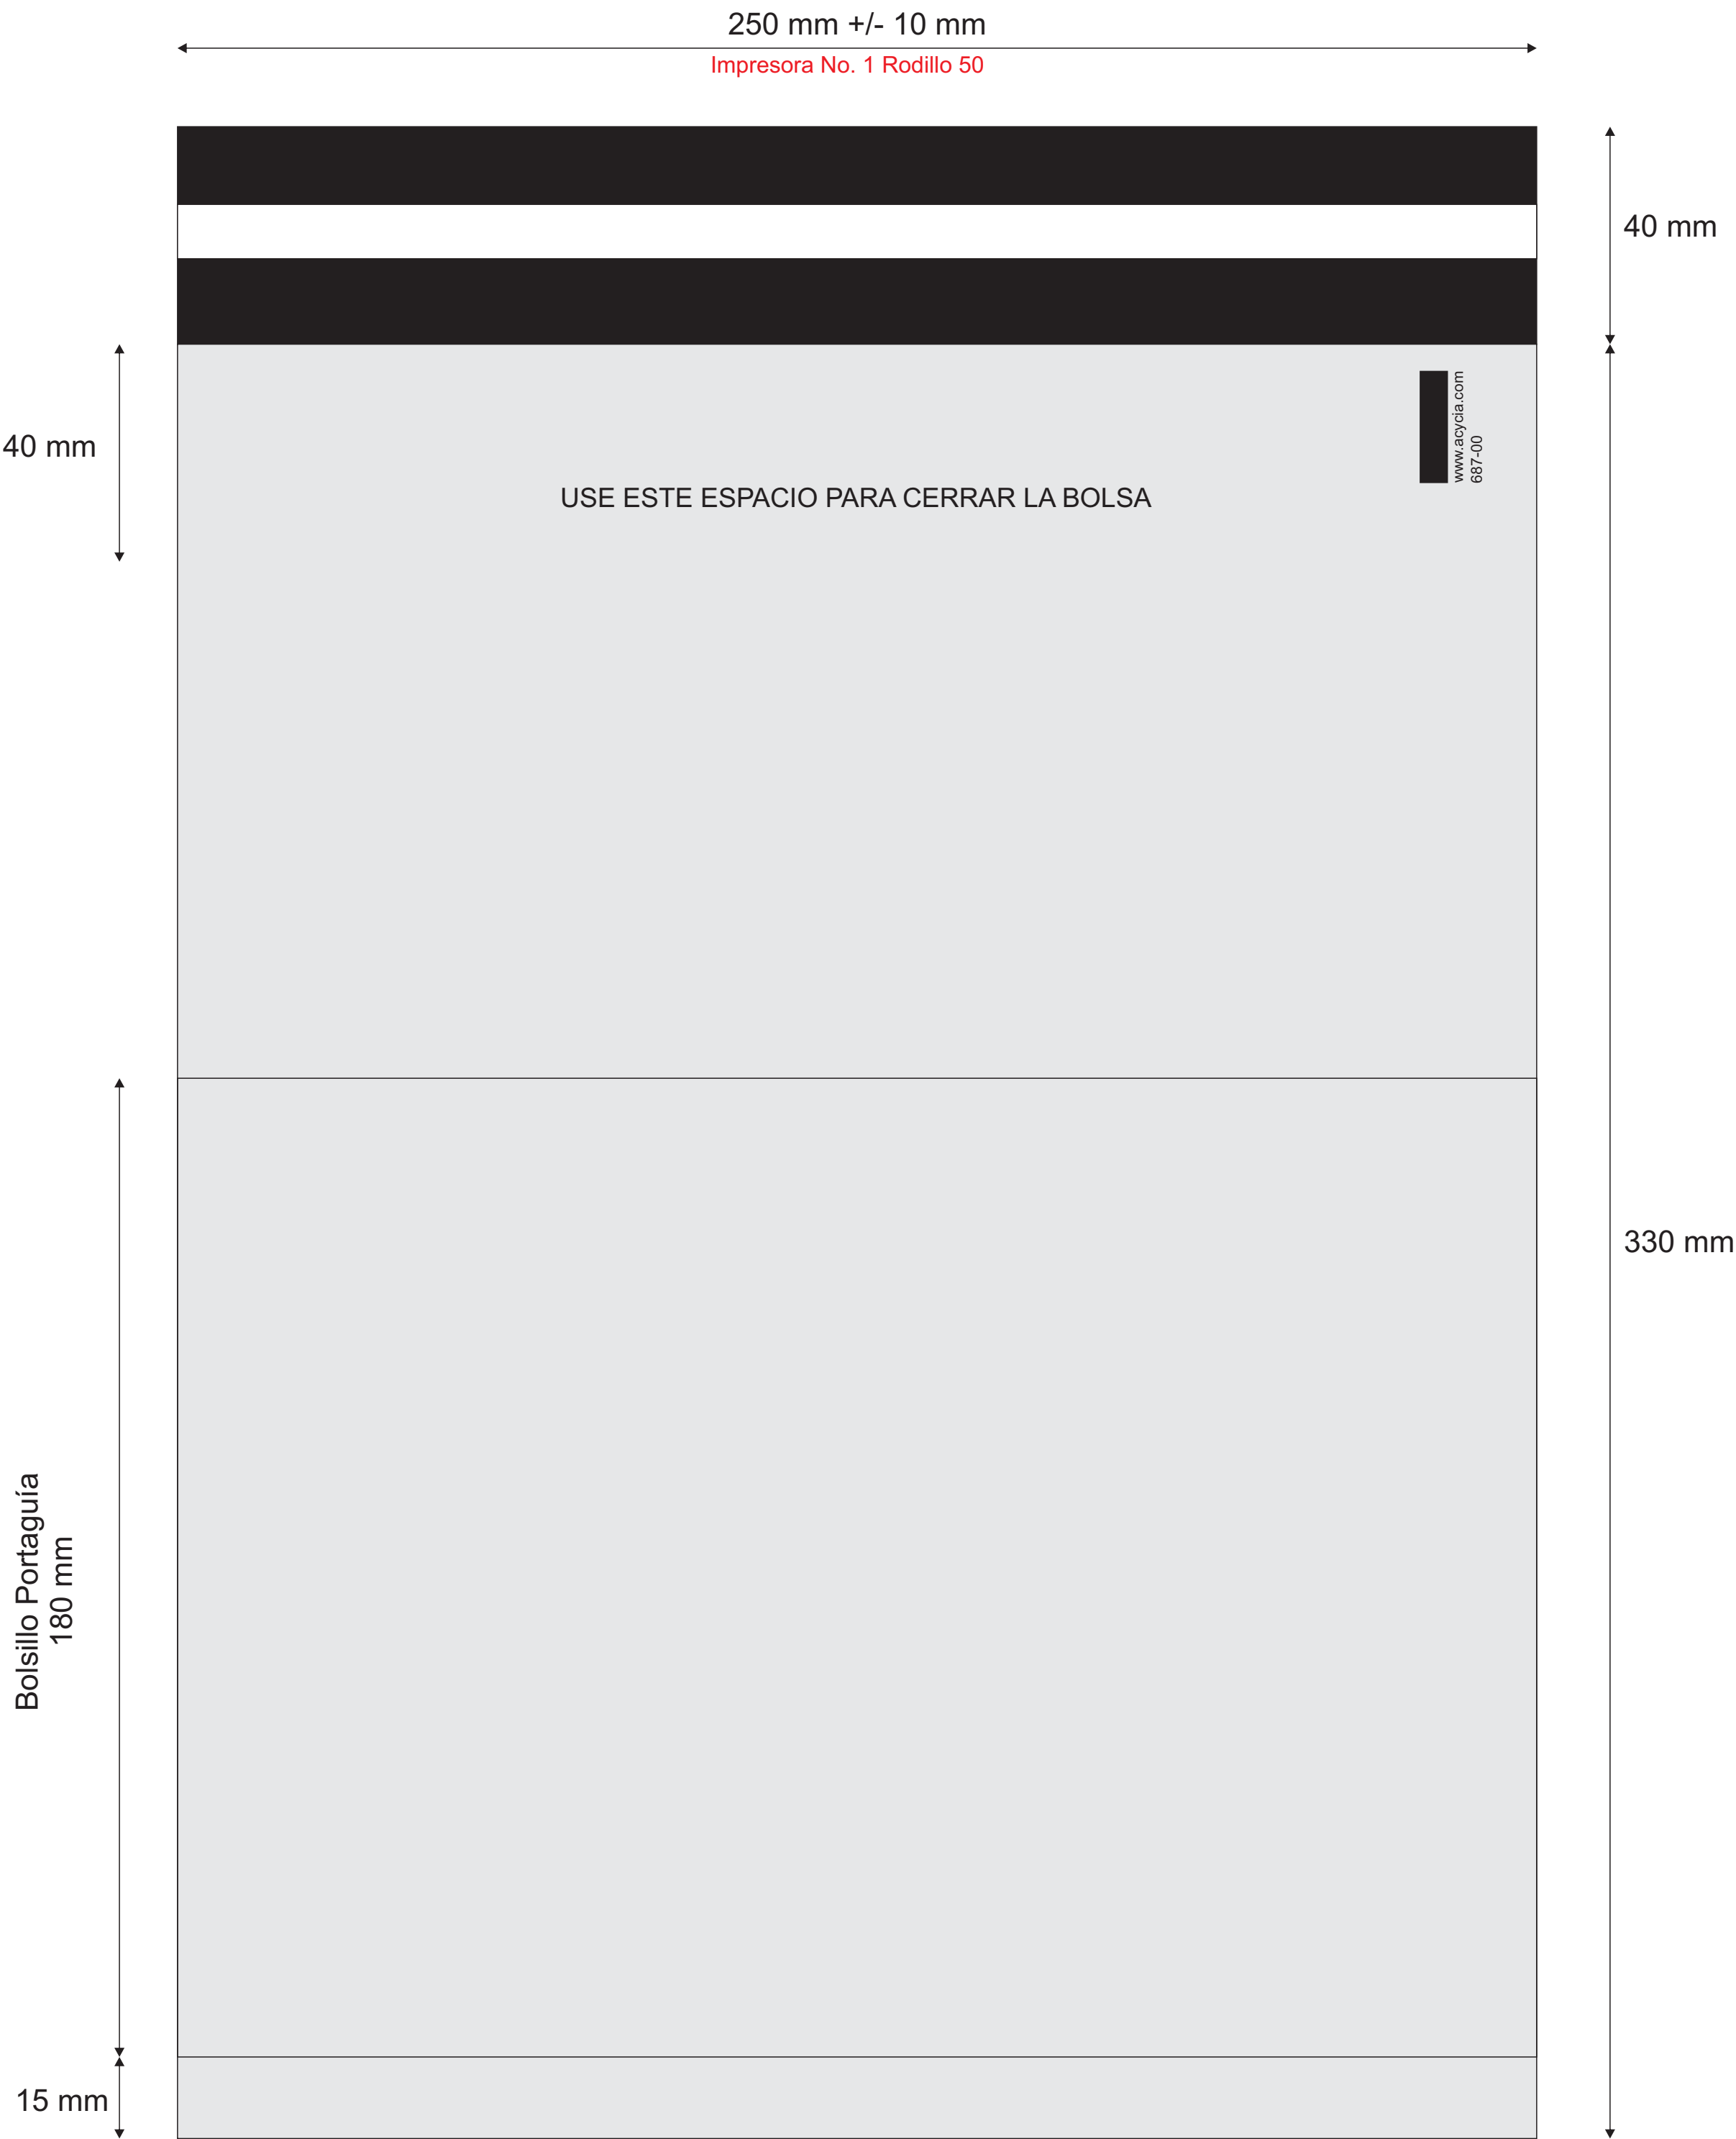 250 mm +/- 10 mm
Impresora No. 1 Rodillo 50
40 mm
40 mm
www.acycia.com
687-00
USE ESTE ESPACIO PARA CERRAR LA BOLSA
330 mm
Bolsillo Portaguía
180 mm
15 mm